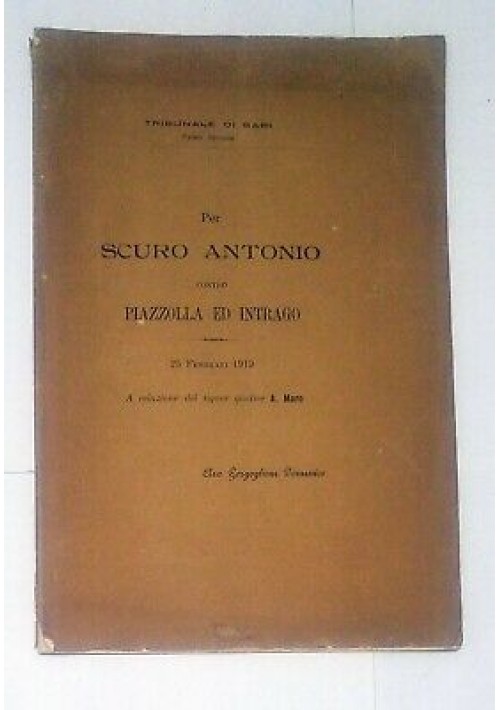 TRIBUNALE DI BARI
Per
SCURO ANTONIO
CONTRO
PIAZZOLLA ED INTRAGO
25 FEBBRAIO 1919
A relazione del signor giudice A. Maro